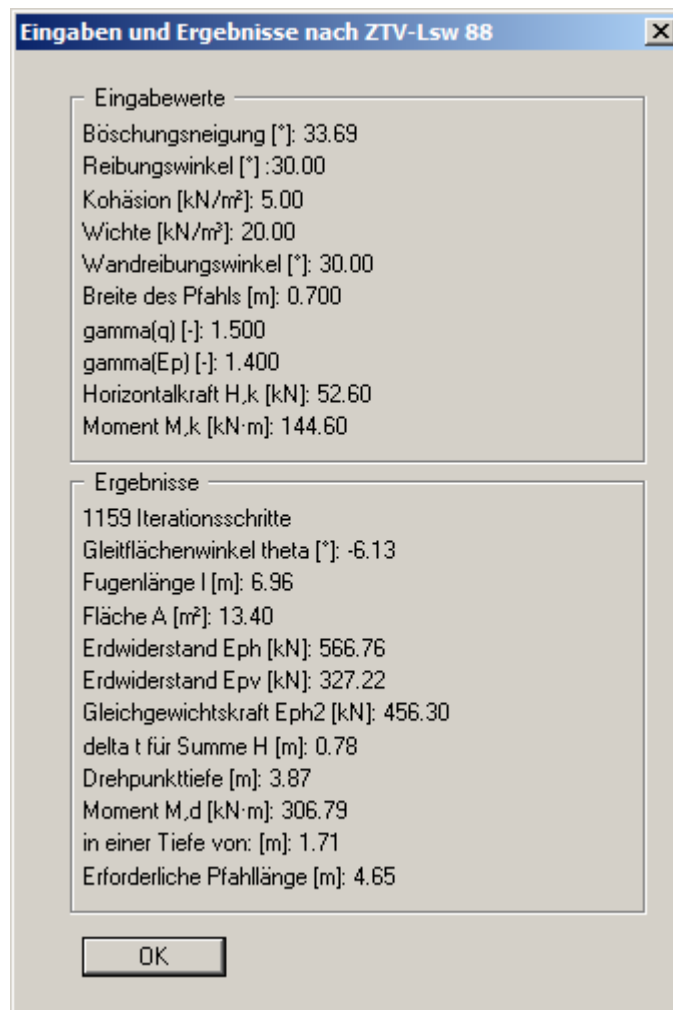 Eingaben und Ergebnisse nach ZTV-Lsw 88
Eingabewerte
Böschungsneigung [°]: 33.69
Reibungswinkel [°] :30.00
Kohäsion [kN/m²]: 5.00
Wichte [kN/m³]: 20.00
Wandreibungswinkel [°]: 30.00
Breite des Pfahls [m]: 0.700
gamma(q) [-]: 1.500
gamma(Ep) [-]: 1.400
Horizontalkraft H,k [kN]: 52.60
Moment M,k [kN·m]: 144.60
Ergebnisse
1159 Iterationsschritte
Gleitflächenwinkel theta [°]: -6.13
Fugenlänge l [m]: 6.96
Fläche A [m²]: 13.40
Erdwiderstand Eph [kN]: 566.76
Erdwiderstand Epv [kN]: 327.22
Gleichgewichtskraft Eph2 [kN]: 456.30
delta t für Summe H [m]: 0.78
Drehpunkttiefe [m]: 3.87
Moment M,d [kN·m]: 306.79
in einer Tiefe von: [m]: 1.71
Erforderliche Pfahllänge [m]: 4.65
OK